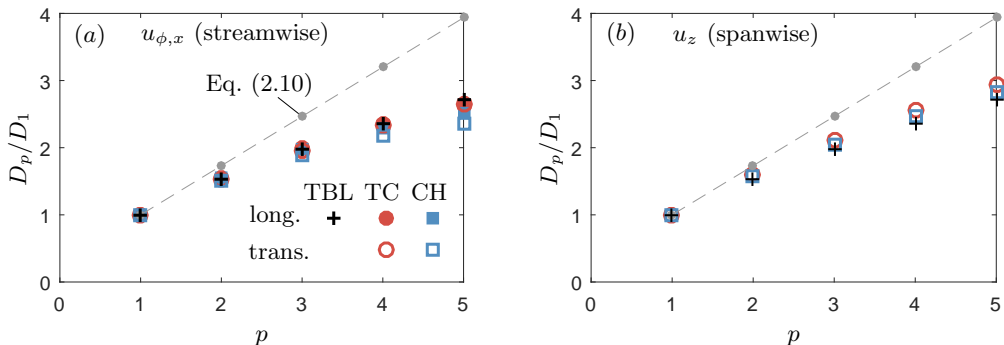 (a) u_{ϕ,x} (streamwise)
Eq. (2.10)
TBL TC CH
long.
trans.
D_p/D_1
4
3
2
1
0
0 1 2 3 4 5
p
(b) u_z (spanwise)
D_p/D_1
4
3
2
1
0
0 1 2 3 4 5
p